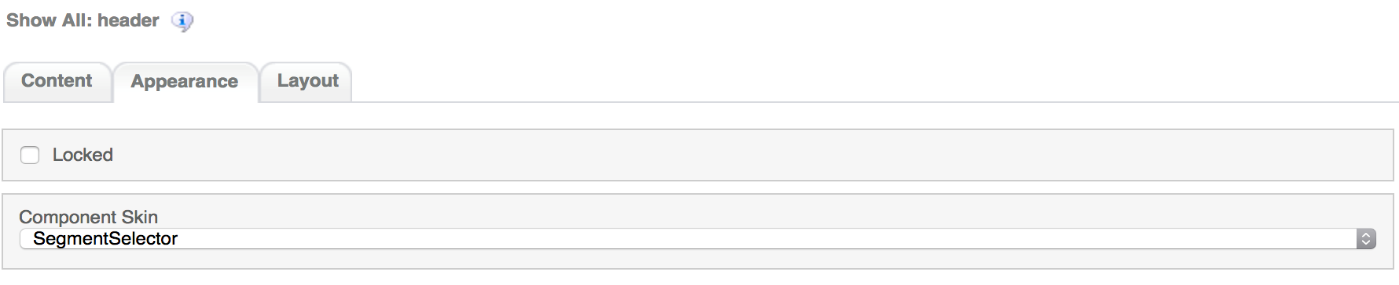 Show All: header
Content Appearance Layout
Locked
Component Skin
SegmentSelector